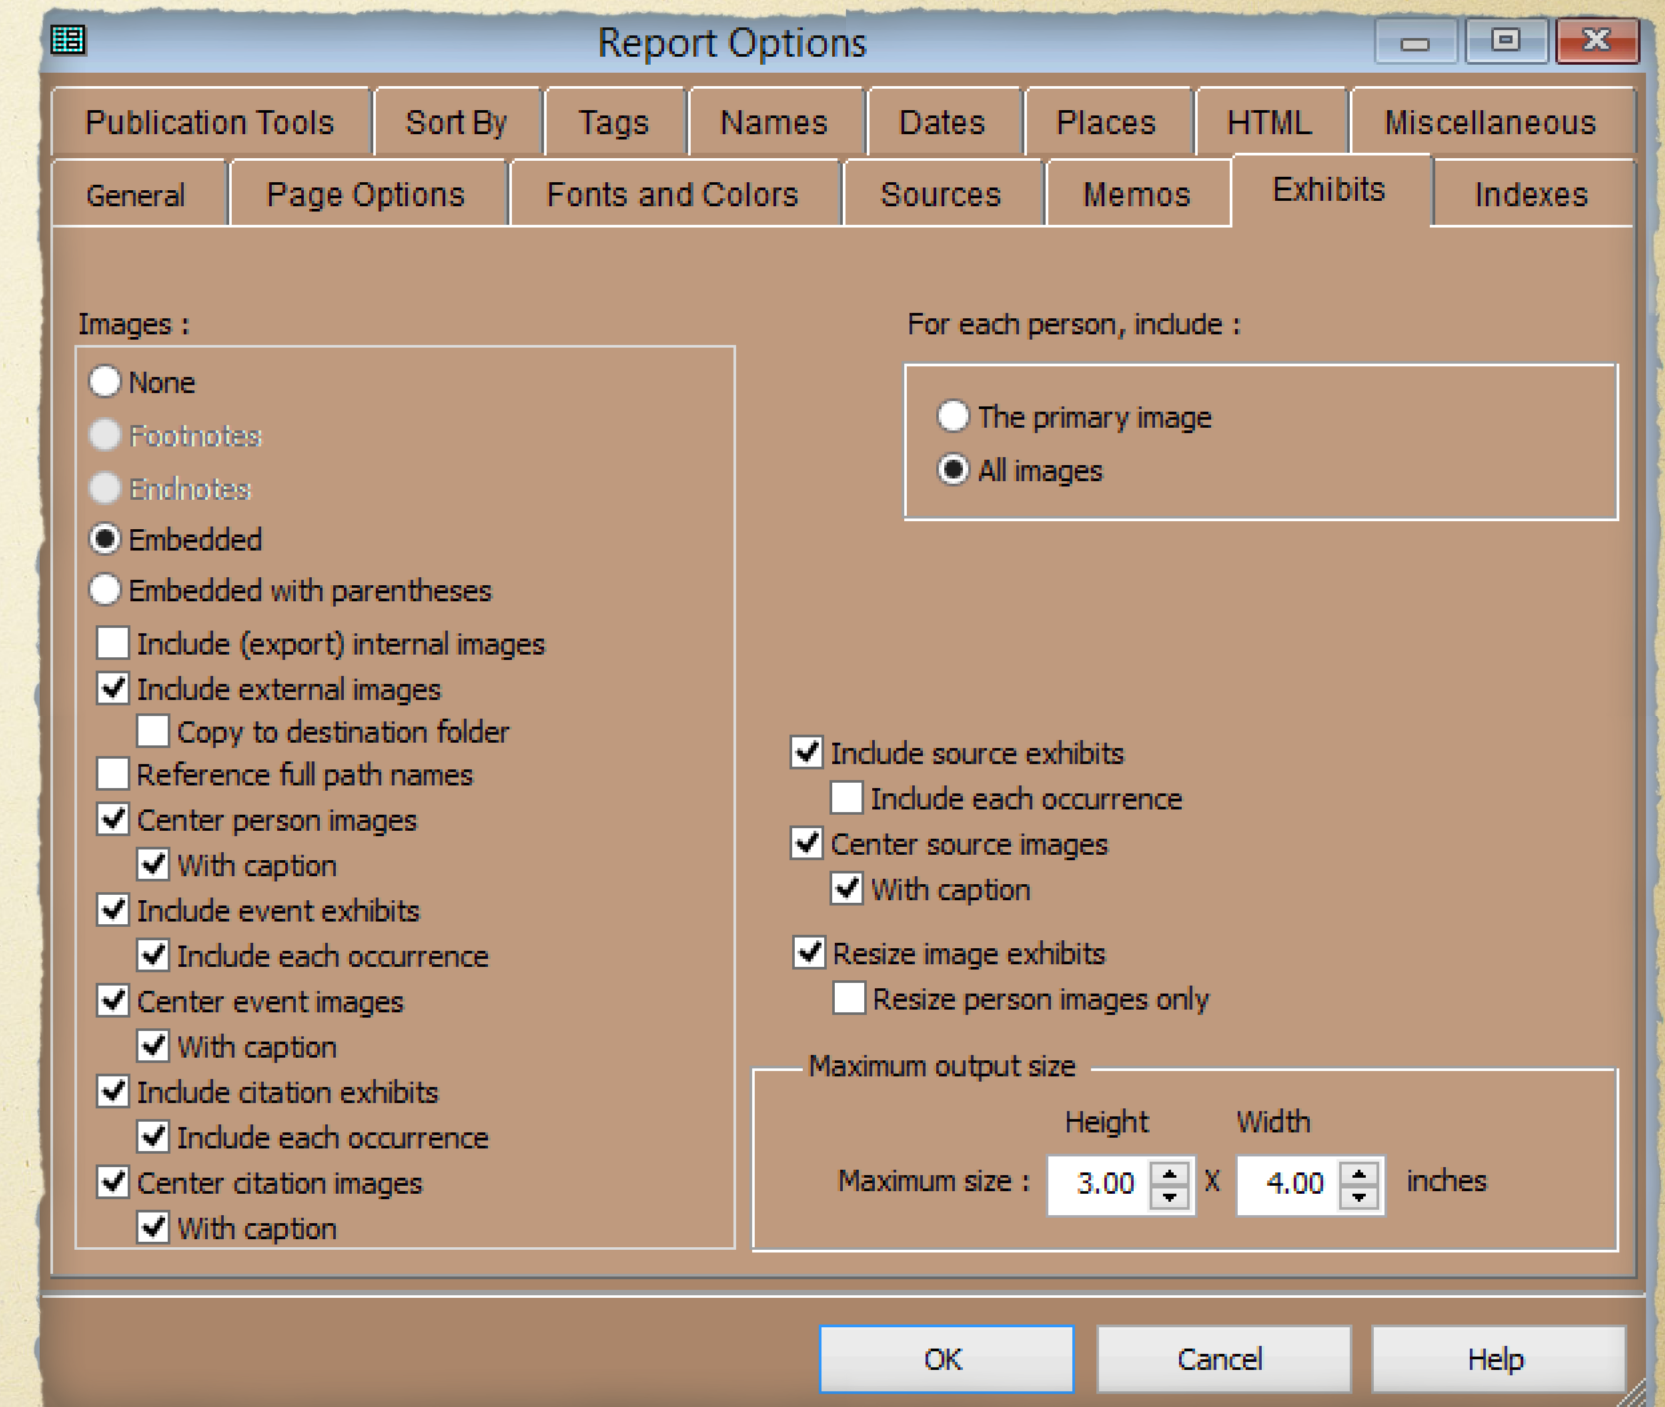 Report Options
Publication Tools Sort By Tags Names Dates Places HTML Miscellaneous
General Page Options Fonts and Colors Sources Memos Exhibits Indexes
Images :
None
Footnotes
Endnotes
Embedded
Embedded with parentheses
Include (export) internal images
Include external images
Copy to destination folder
Reference full path names
Center person images
With caption
Include event exhibits
Include each occurrence
Center event images
With caption
Include citation exhibits
Include each occurrence
Center citation images
With caption
For each person, include :
The primary image
All images
Include source exhibits
Include each occurrence
Center source images
With caption
Resize image exhibits
Resize person images only
Maximum output size
Height Width
Maximum size : 3.00 X 4.00 inches
OK Cancel Help